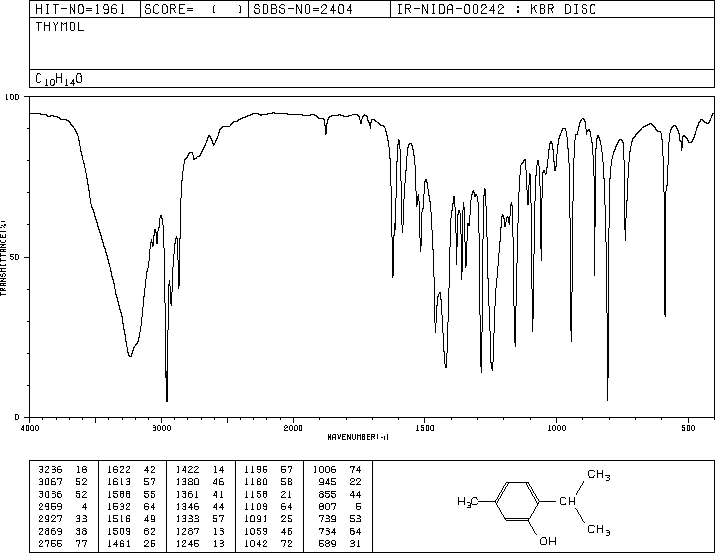 HIT-NO=1961 SCORE= ( ) SDBS-NO=2404 IR-NIDA-00242 : KBR DISC
THYMOL
C10H14O
100
50
0
TRANSMITTANCE(%)
4000 3000 2000 1500 1000 500
WAVENUMBER(-1)
3236 18 1622 42 1422 14 1195 57 1006 74
3067 52 1613 57 1380 46 1180 58 945 22
3036 52 1588 55 1361 41 1158 21 855 44
2959 4 1532 64 1346 44 1109 64 807 5
2927 33 1516 49 1333 57 1091 25 739 53
2869 38 1509 62 1287 13 1059 46 734 64
2755 77 1461 25 1245 13 1042 72 589 31
CH3
H3C
CH
CH3
OH